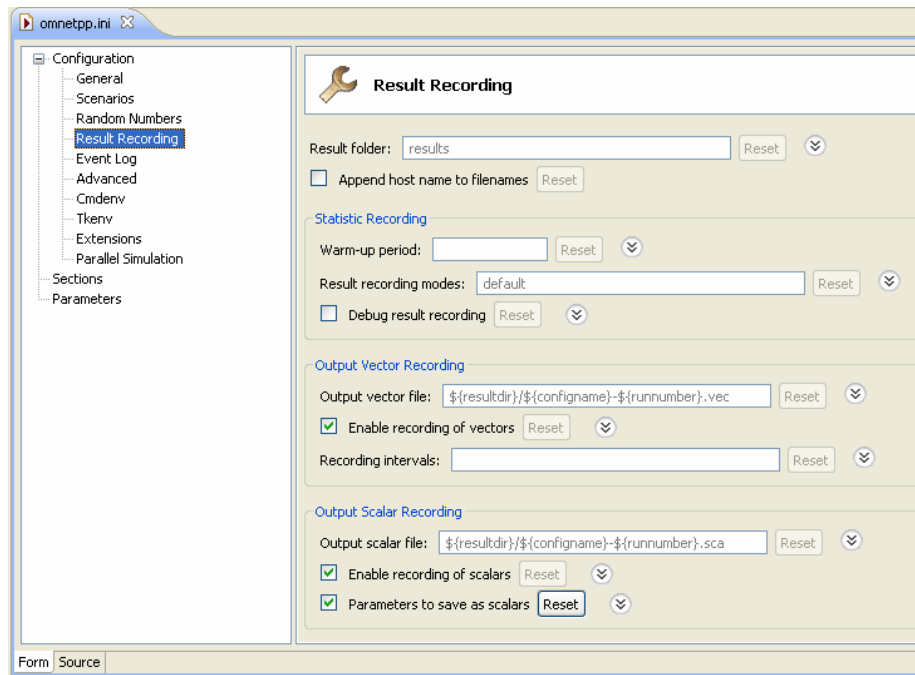 omnetpp.ini
Configuration
General
Scenarios
Random Numbers
Result Recording
Event Log
Advanced
Cmdenv
Tkenv
Extensions
Parallel Simulation
Sections
Parameters
Result Recording
Result folder: results Reset
Append host name to filenames Reset
Statistic Recording
Warm-up period: Reset
Result recording modes: default Reset
Debug result recording Reset
Output Vector Recording
Output vector file: ${resultdir}/${configname}-${runnumber}.vec Reset
Enable recording of vectors Reset
Recording intervals: Reset
Output Scalar Recording
Output scalar file: ${resultdir}/${configname}-${runnumber}.sca Reset
Enable recording of scalars Reset
Parameters to save as scalars Reset
Form Source